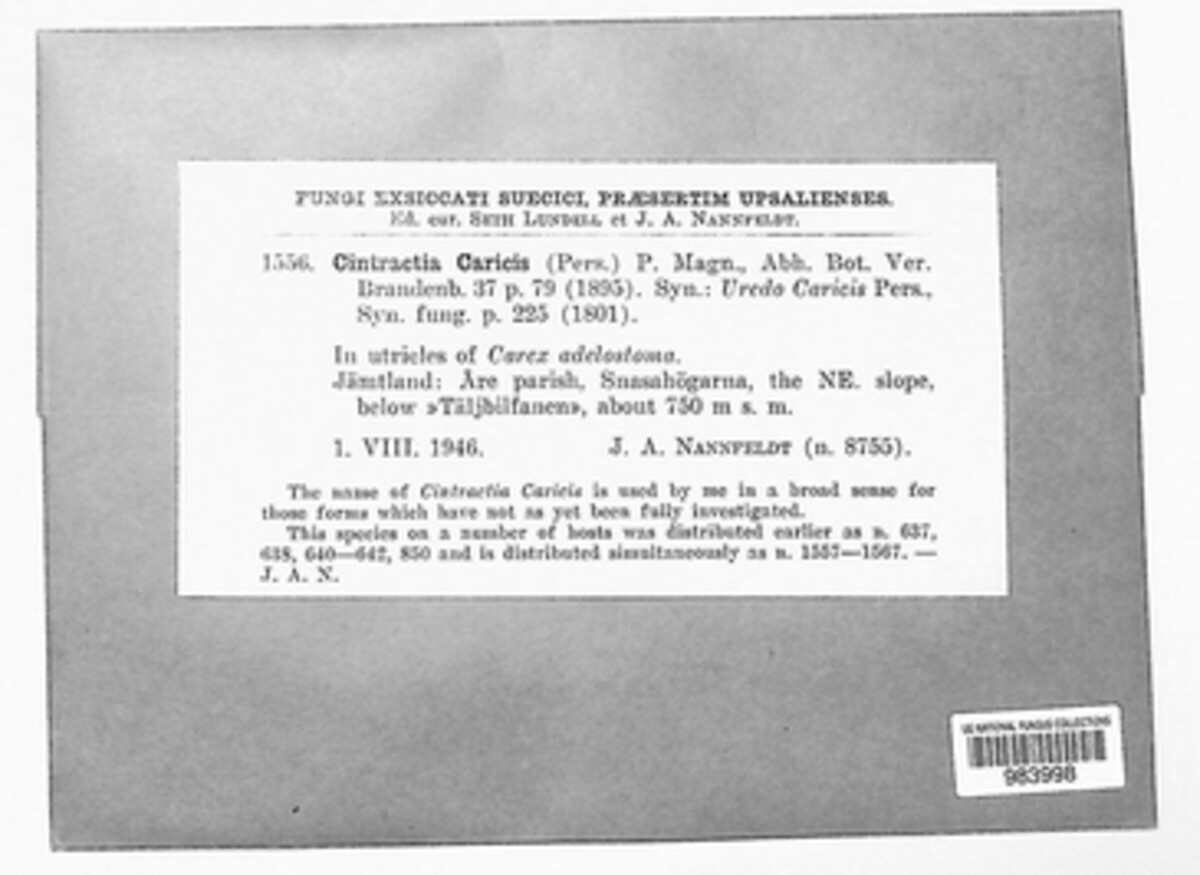 FUNGI EXSICCATI SUECICI, PRÆSERTIM UPSALIENSES.
Ed. cur. SETH LUNDELL et J. A. NANNFELDT.
1556. Cintractia Caricis (Pers.) P. Magn., Abh. Bot. Ver.
Brandenb. 37 p. 79 (1895). Syn.: Uredo Caricis Pers.,
Syn. fung. p. 225 (1801).
In utricles of Carex adelostoma.
Jämtland: Åre parish, Snasahögarna, the NE. slope,
below »Täljhilfanen», about 750 m s. m.
1. VIII. 1946. J. A. NANNFELDT (n. 8755).
The name of Cintractia Caricis is used by me in a broad sense for
those forms which have not as yet been fully investigated.
This species on a number of hosts was distributed earlier as n. 637,
638, 640—642, 850 and is distributed simultaneously as n. 1557—1567. —
J. A. N.
US NATIONAL FUNGUS COLLECTIONS
983998